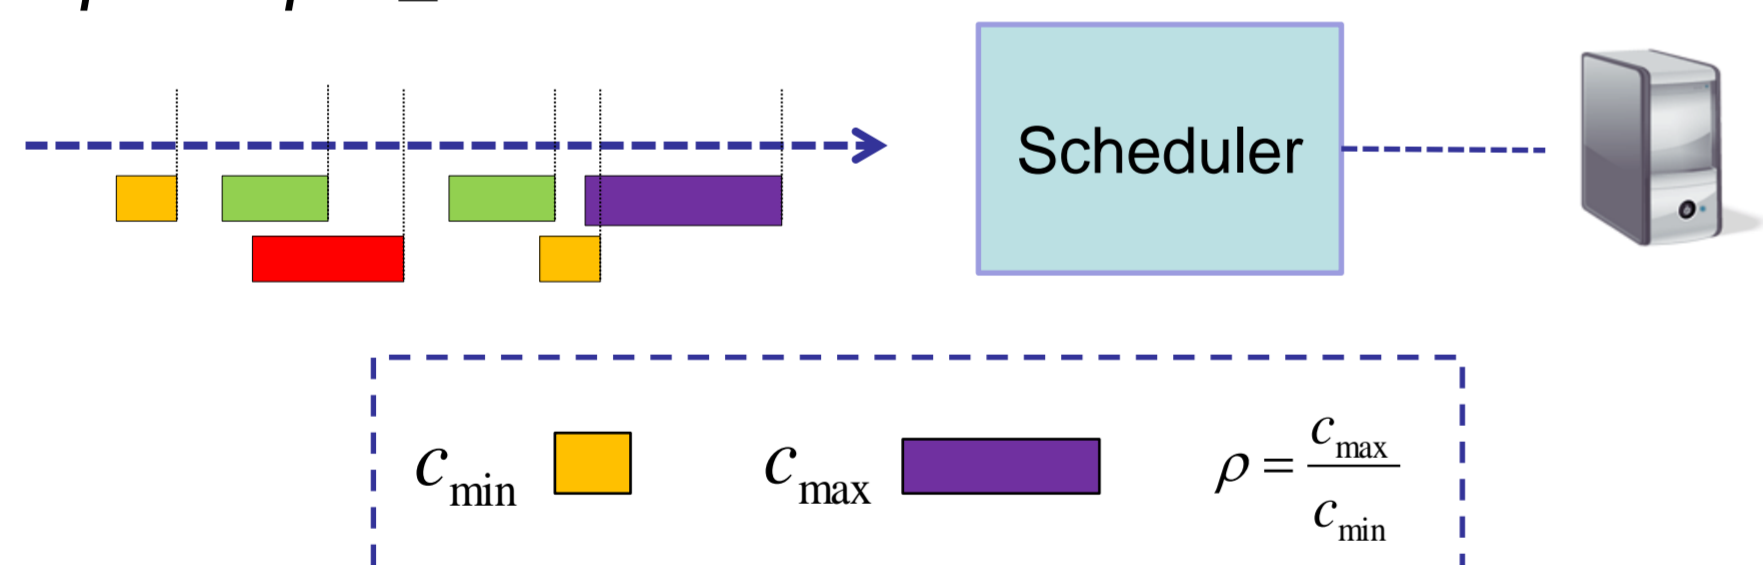 Scheduler
c_min c_max ρ = c_max / c_min